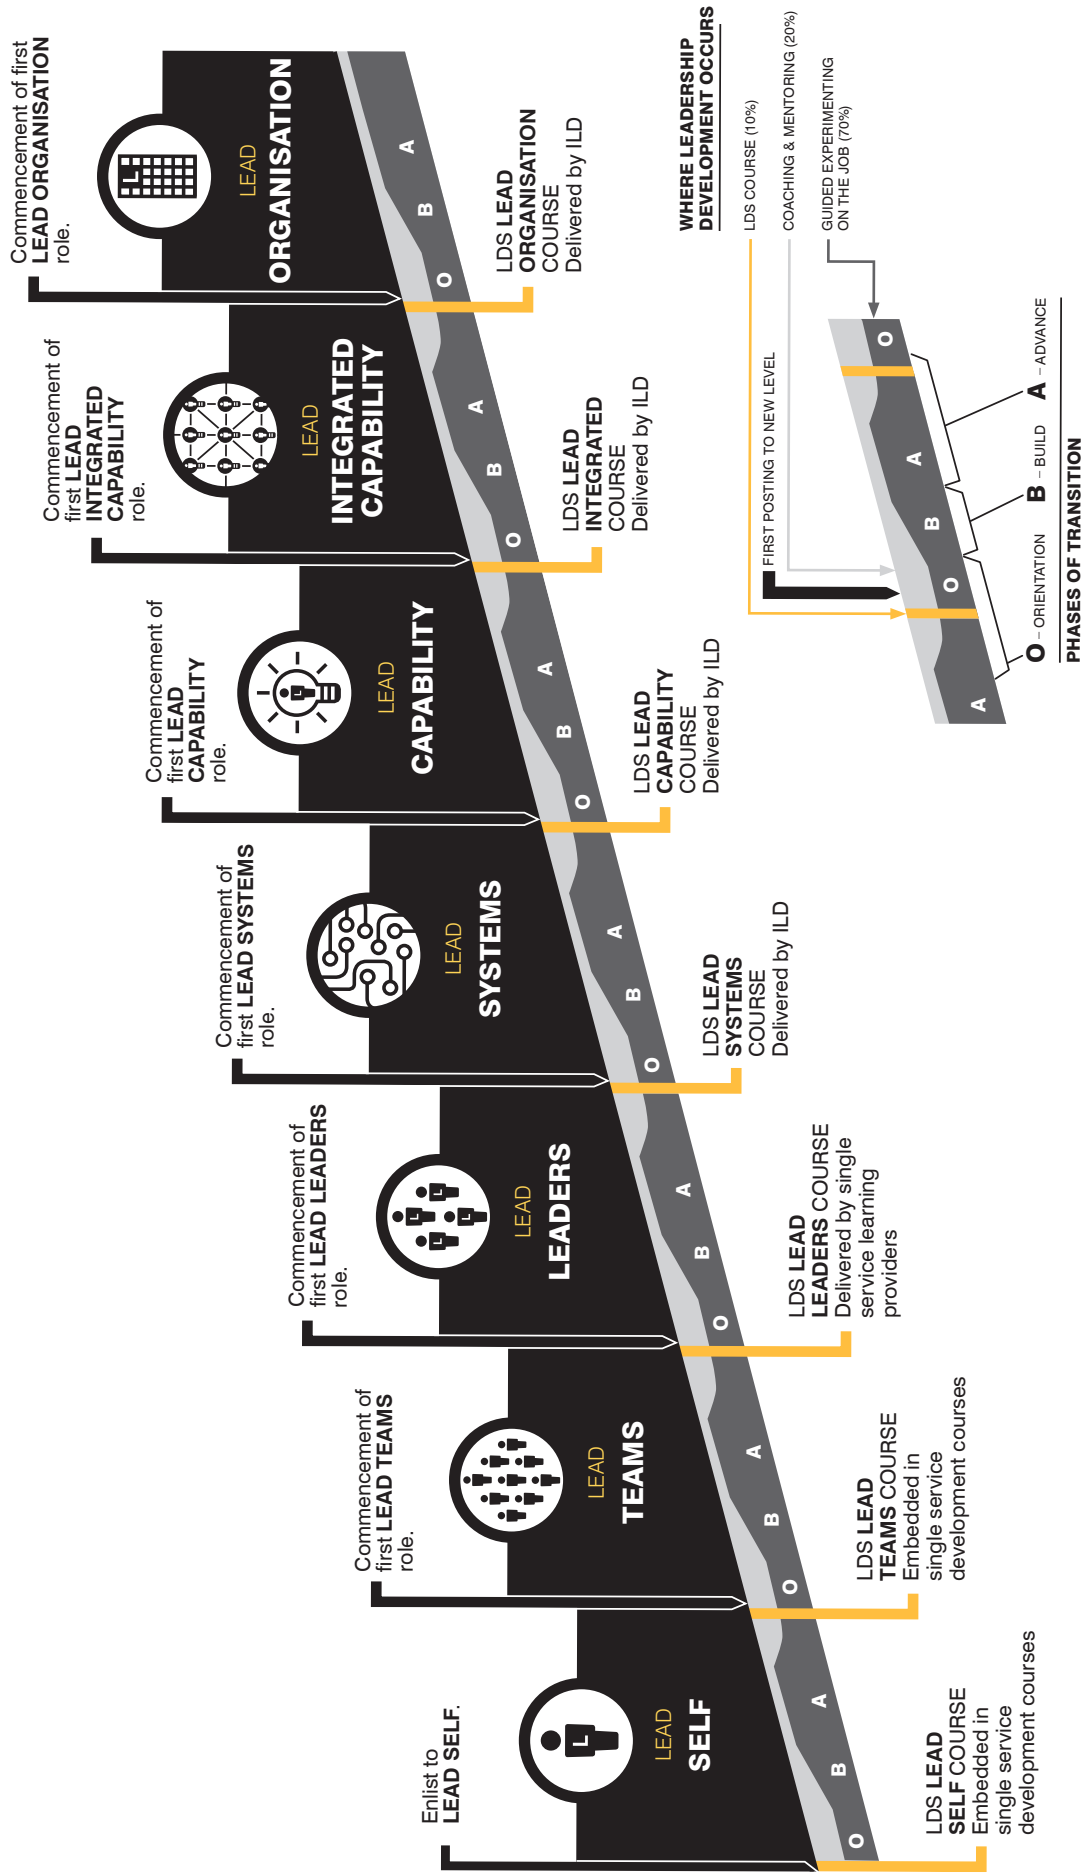 Enlist to
LEAD SELF.
LEAD
SELF
O
B
A
LDS LEAD
SELF COURSE
Embedded in
single service
development courses
Commencement of
first LEAD TEAMS
role.
LEAD
TEAMS
O
B
A
LDS LEAD
TEAMS COURSE
Embedded in
single service
development courses
Commencement of
first LEAD LEADERS
role.
LEAD
LEADERS
O
B
A
LDS LEAD
LEADERS COURSE
Delivered by single
service learning
providers
Commencement of
first LEAD SYSTEMS
role.
LEAD
SYSTEMS
O
B
A
LDS LEAD
SYSTEMS
COURSE
Delivered by ILD
Commencement of
first LEAD
CAPABILITY
role.
LEAD
CAPABILITY
O
B
A
LDS LEAD
CAPABILITY
COURSE
Delivered by ILD
Commencement of
first LEAD
INTEGRATED
CAPABILITY
role.
LEAD
INTEGRATED
CAPABILITY
O
B
A
LDS LEAD
INTEGRATED
COURSE
Delivered by ILD
Commencement of first
LEAD ORGANISATION
role.
L
LEAD
ORGANISATION
O
B
A
LDS LEAD
ORGANISATION
COURSE
Delivered by ILD
WHERE LEADERSHIP
DEVELOPMENT OCCURS
LDS COURSE (10%)
COACHING & MENTORING (20%)
GUIDED EXPERIMENTING
ON THE JOB (70%)
FIRST POSTING TO NEW LEVEL
A
O
B
A
O
O – ORIENTATION
B – BUILD
A – ADVANCE
PHASES OF TRANSITION